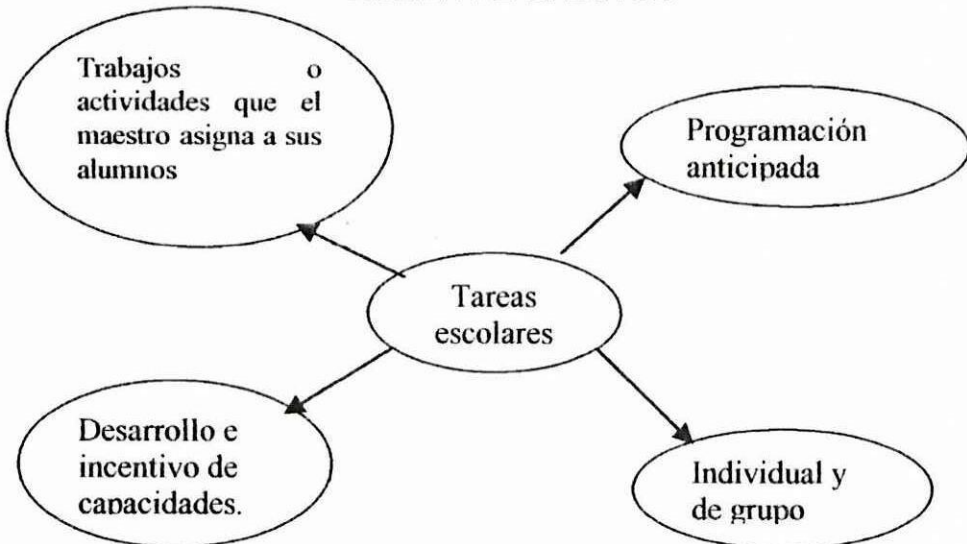 Trabajos o
actividades que el
maestro asigna a sus
alumnos
Programación
anticipada
Tareas
escolares
Desarrollo e
incentivo de
capacidades.
Individual y
de grupo